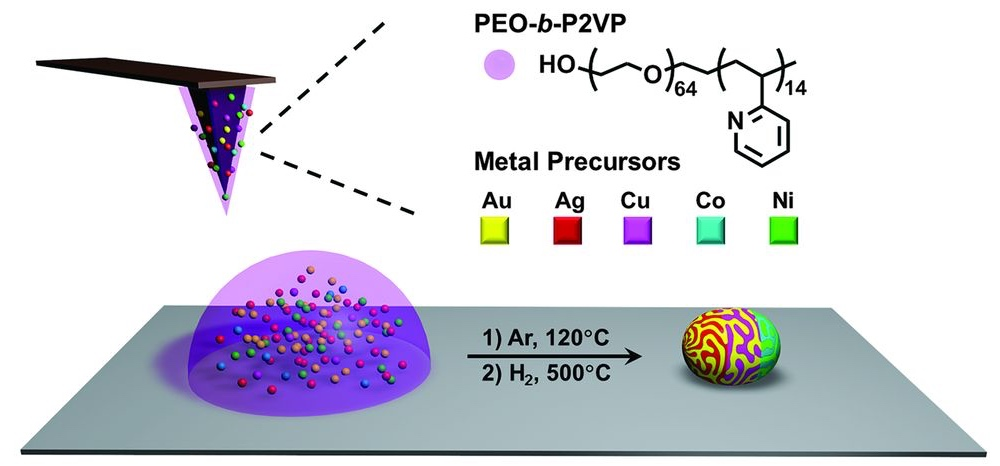 PEO-b-P2VP
HO O 64 14
N
Metal Precursors
Au Ag Cu Co Ni
1) Ar, 120°C
2) H₂, 500°C